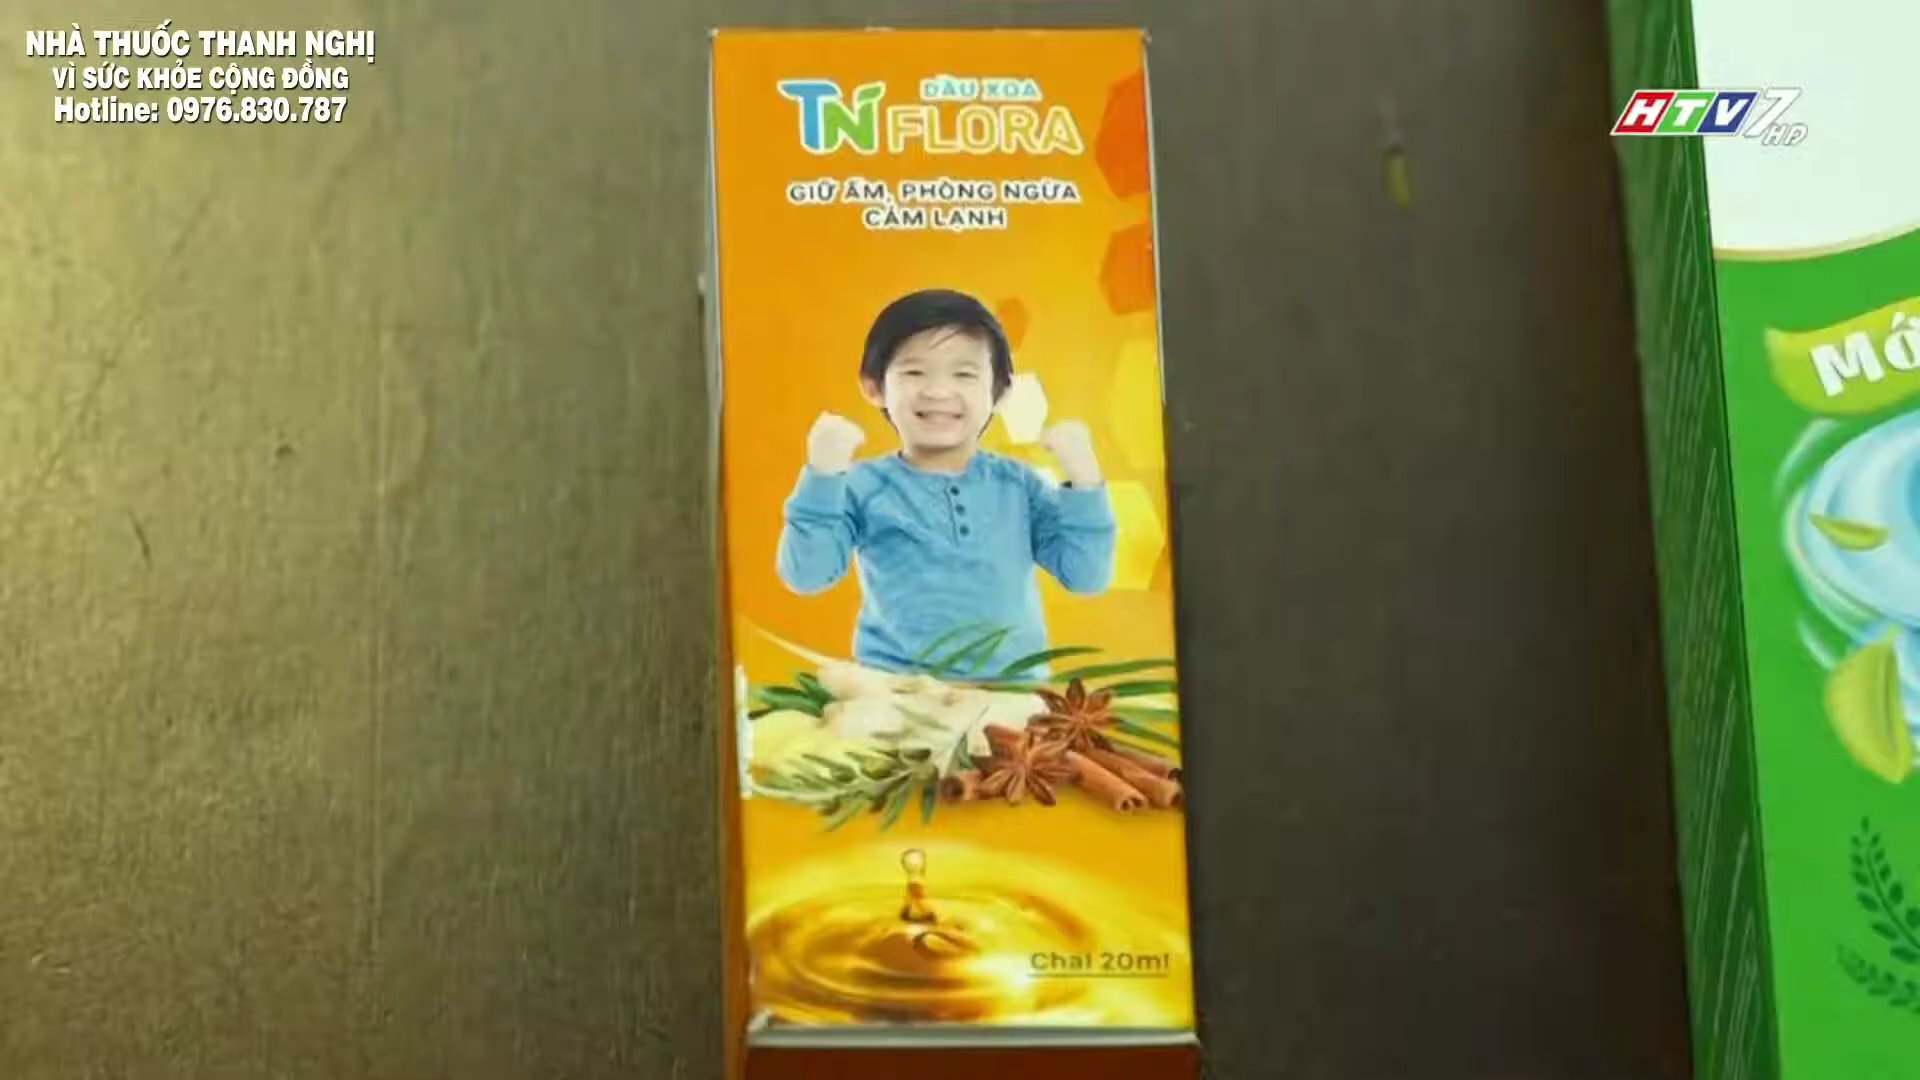 NHÀ THUỐC THANH NGHỊ
VÌ SỨC KHỎE CỘNG ĐỒNG
Hotline: 0976.830.787
HTV7
HD
DẦU XOA
TN FLORA
GIỮ ẤM, PHÒNG NGỪA
CẢM LẠNH
Chai 20ml